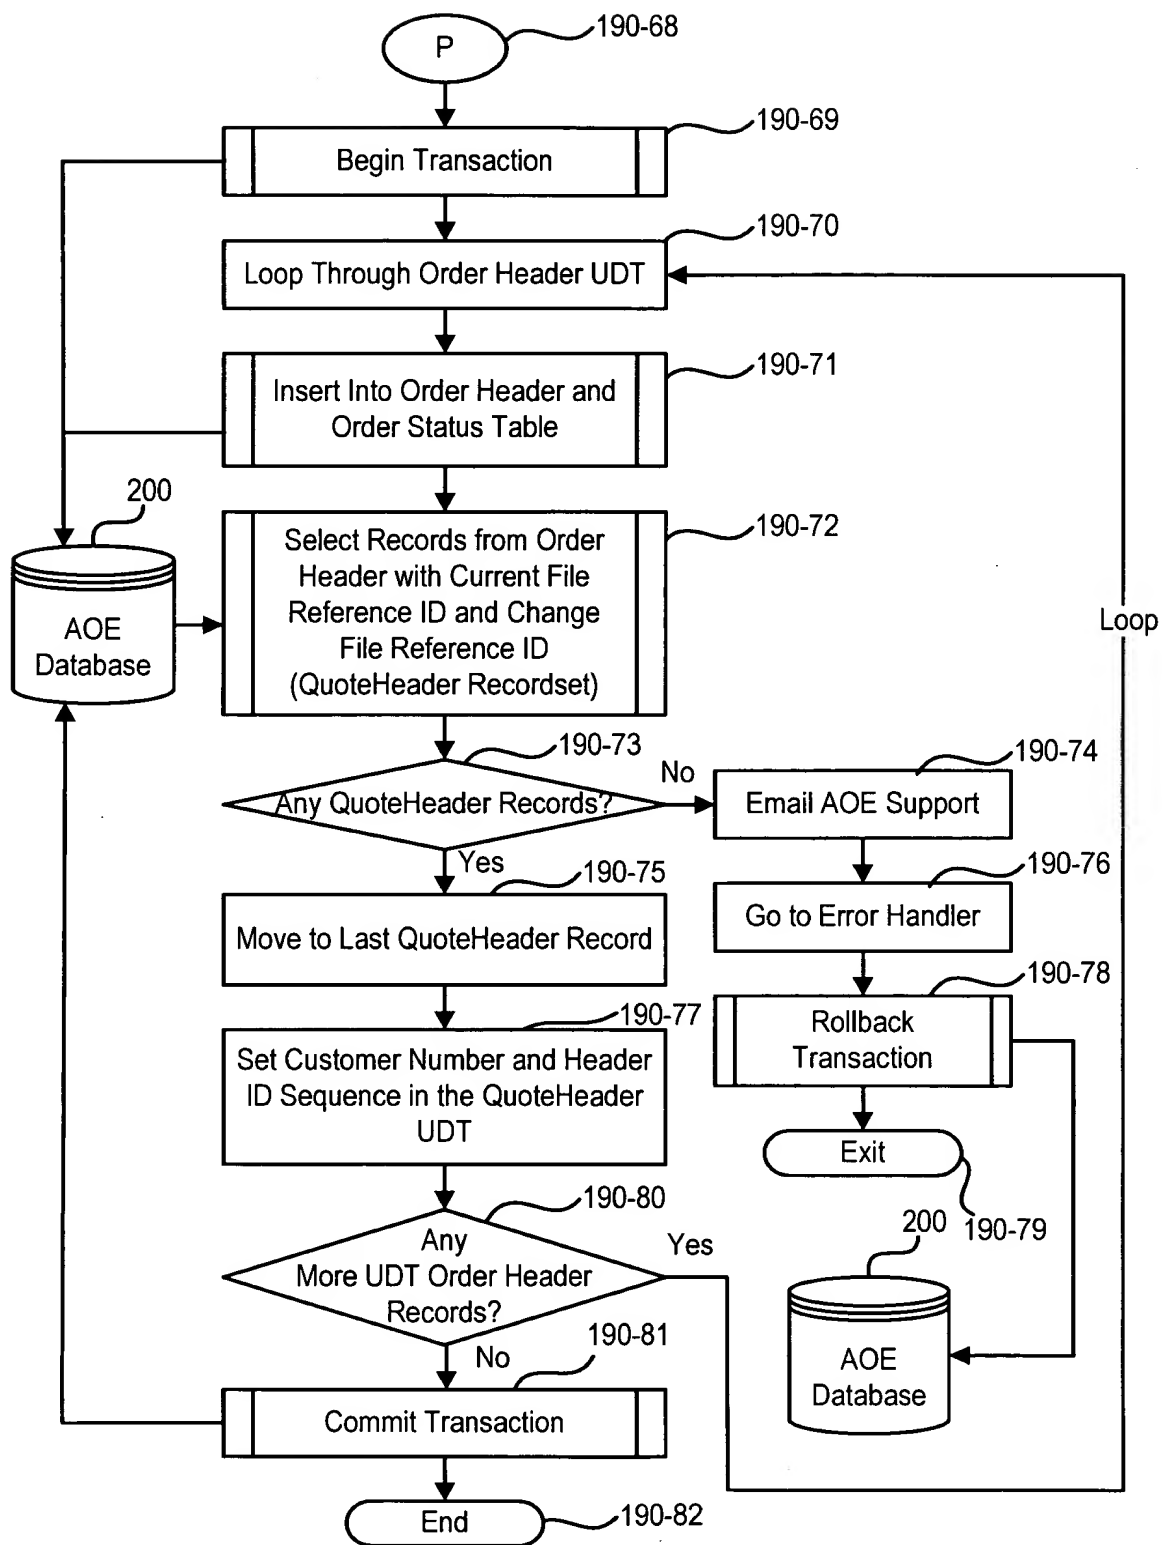 P
190-68
190-69
Begin Transaction
190-70
Loop Through Order Header UDT
190-71
Insert Into Order Header and
Order Status Table
200
AOE
Database
190-72
Select Records from Order
Header with Current File
Reference ID and Change
File Reference ID
(QuoteHeader Recordset)
Loop
190-73
Any QuoteHeader Records?
No
Yes
190-74
Email AOE Support
190-75
Move to Last QuoteHeader Record
190-76
Go to Error Handler
190-77
Set Customer Number and Header
ID Sequence in the QuoteHeader
UDT
190-78
Rollback
Transaction
Exit
190-79
190-80
Any
More UDT Order Header
Records?
Yes
No
200
AOE
Database
190-81
Commit Transaction
End
190-82